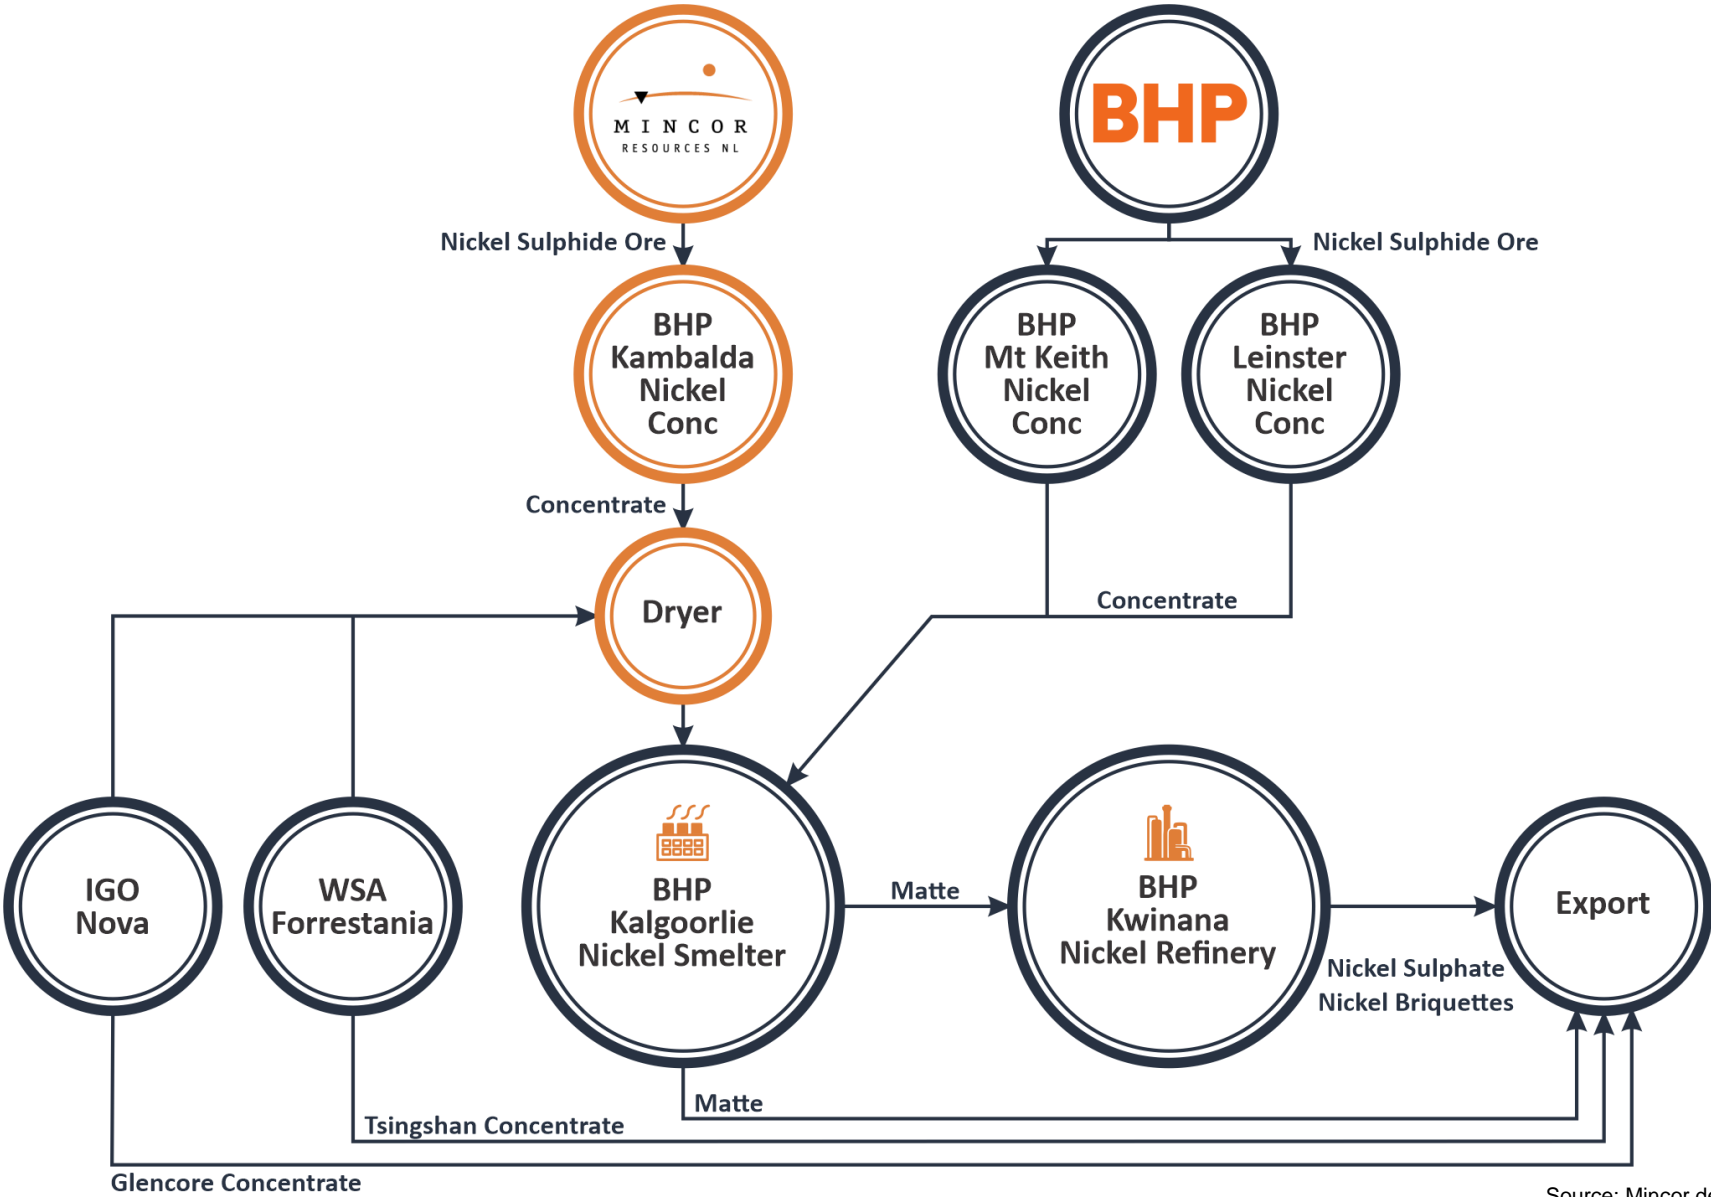 MINCOR
RESOURCES NL
BHP
Nickel Sulphide Ore
Nickel Sulphide Ore
BHP
Kambalda
Nickel
Conc
BHP
Mt Keith
Nickel
Conc
BHP
Leinster
Nickel
Conc
Concentrate
Concentrate
Dryer
IGO
Nova
WSA
Forrestania
BHP
Kalgoorlie
Nickel Smelter
Matte
BHP
Kwinana
Nickel Refinery
Export
Nickel Sulphate
Nickel Briquettes
Matte
Tsingshan Concentrate
Glencore Concentrate
Source: Mincor